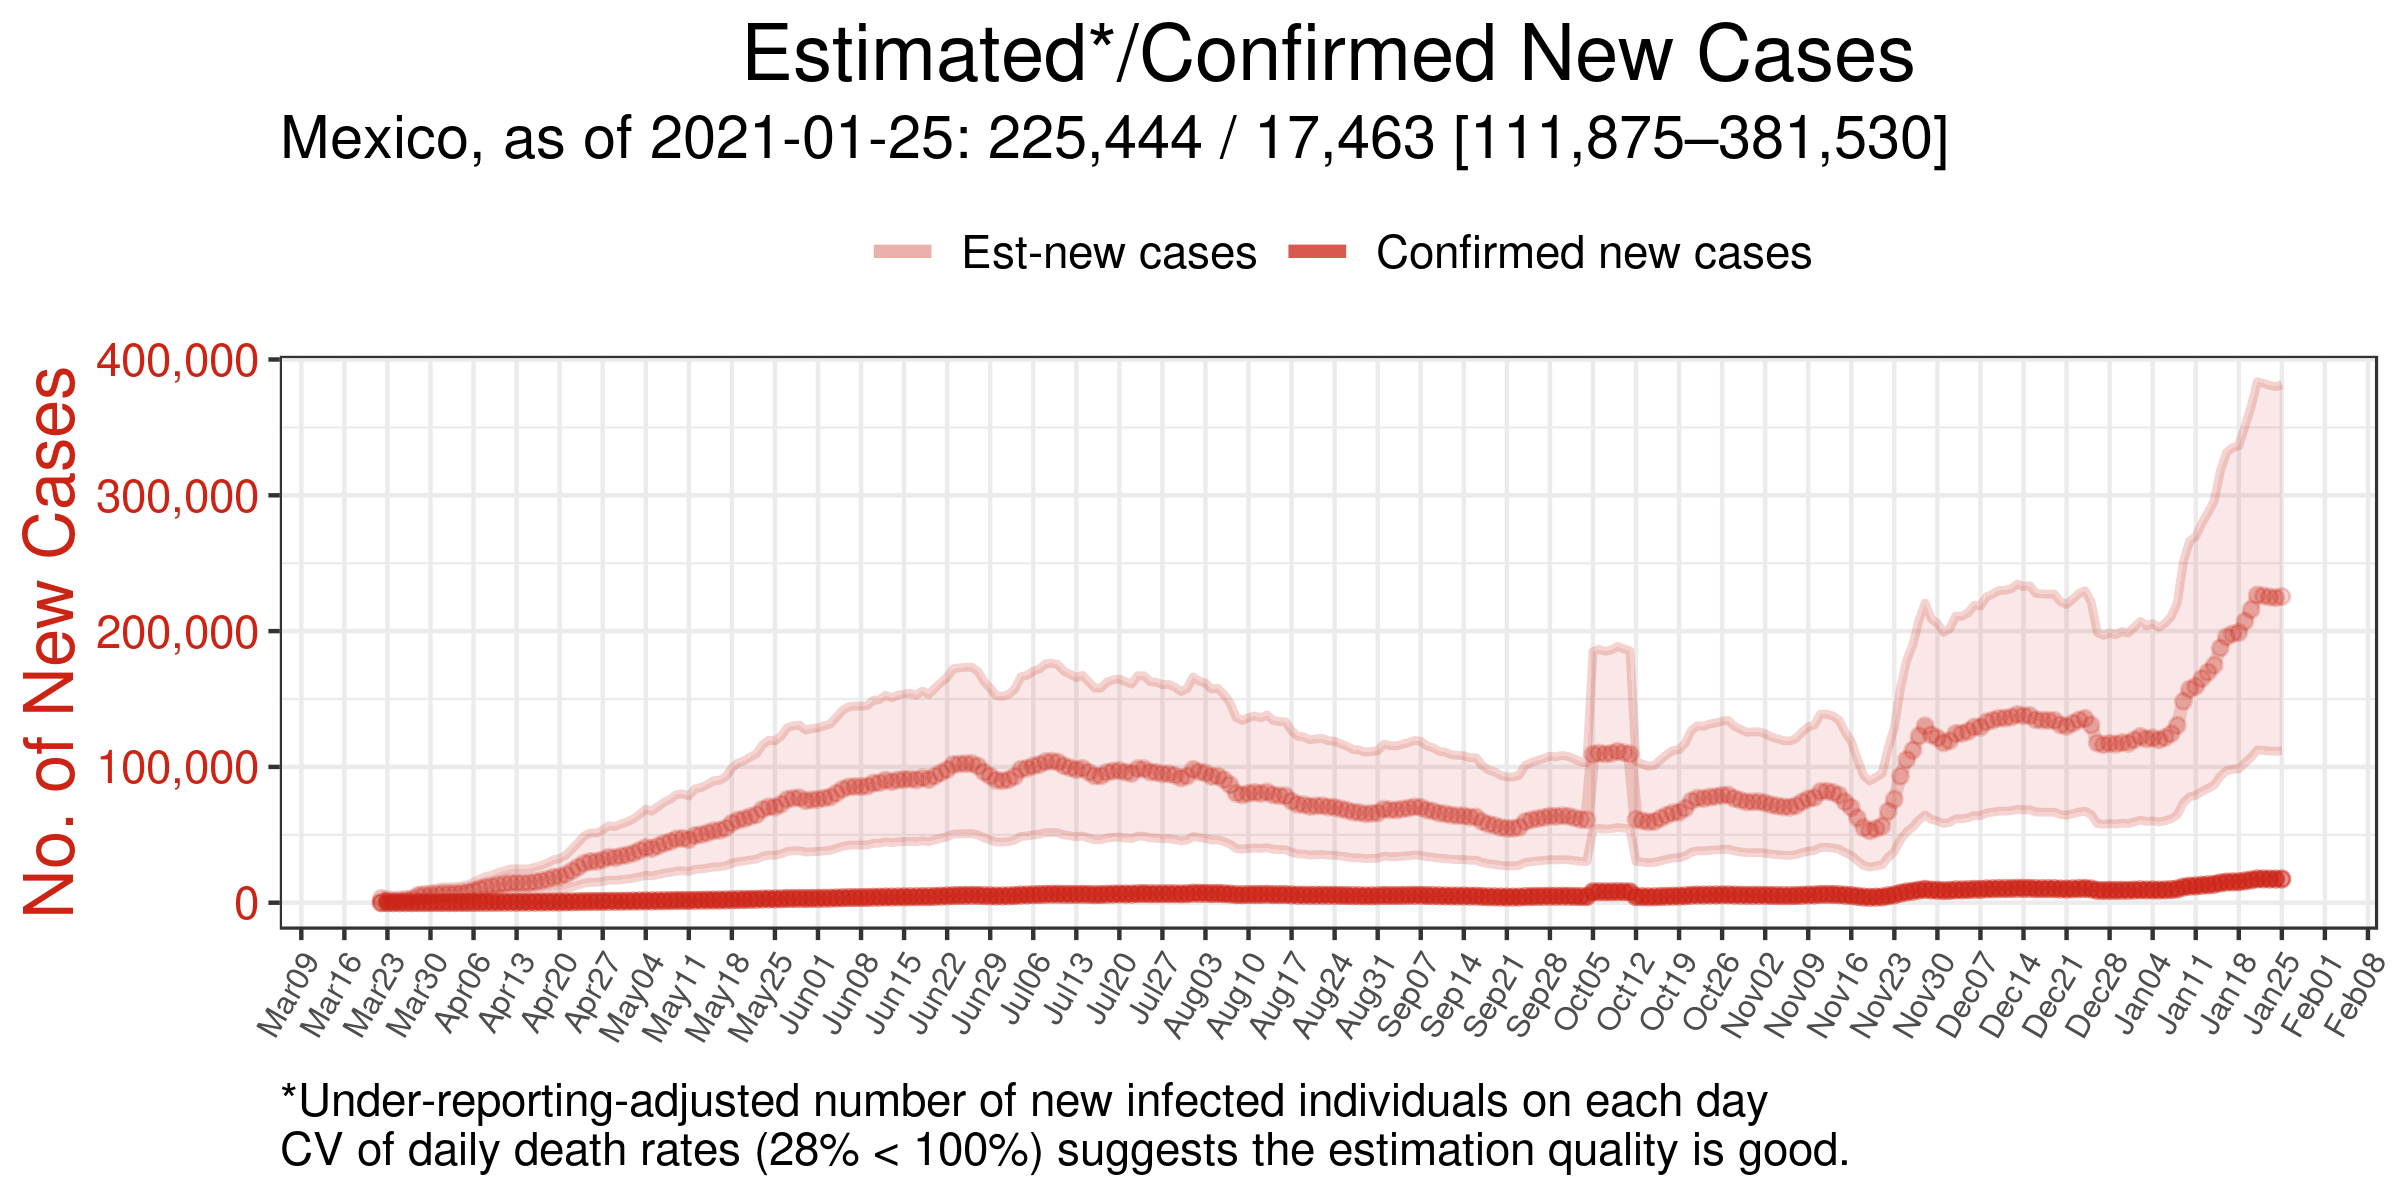 Estimated*/Confirmed New Cases
Mexico, as of 2021-01-25: 225,444 / 17,463 [111,875–381,530]
Est-new cases
Confirmed new cases
No. of New Cases
400,000
300,000
200,000
100,000
0
Mar09
Mar16
Mar23
Mar30
Apr06
Apr13
Apr20
Apr27
May04
May11
May18
May25
Jun01
Jun08
Jun15
Jun22
Jun29
Jul06
Jul13
Jul20
Jul27
Aug03
Aug10
Aug17
Aug24
Aug31
Sep07
Sep14
Sep21
Sep28
Oct05
Oct12
Oct19
Oct26
Nov02
Nov09
Nov16
Nov23
Nov30
Dec07
Dec14
Dec21
Dec28
Jan04
Jan11
Jan18
Jan25
Feb01
Feb08
*Under-reporting-adjusted number of new infected individuals on each day
CV of daily death rates (28% < 100%) suggests the estimation quality is good.